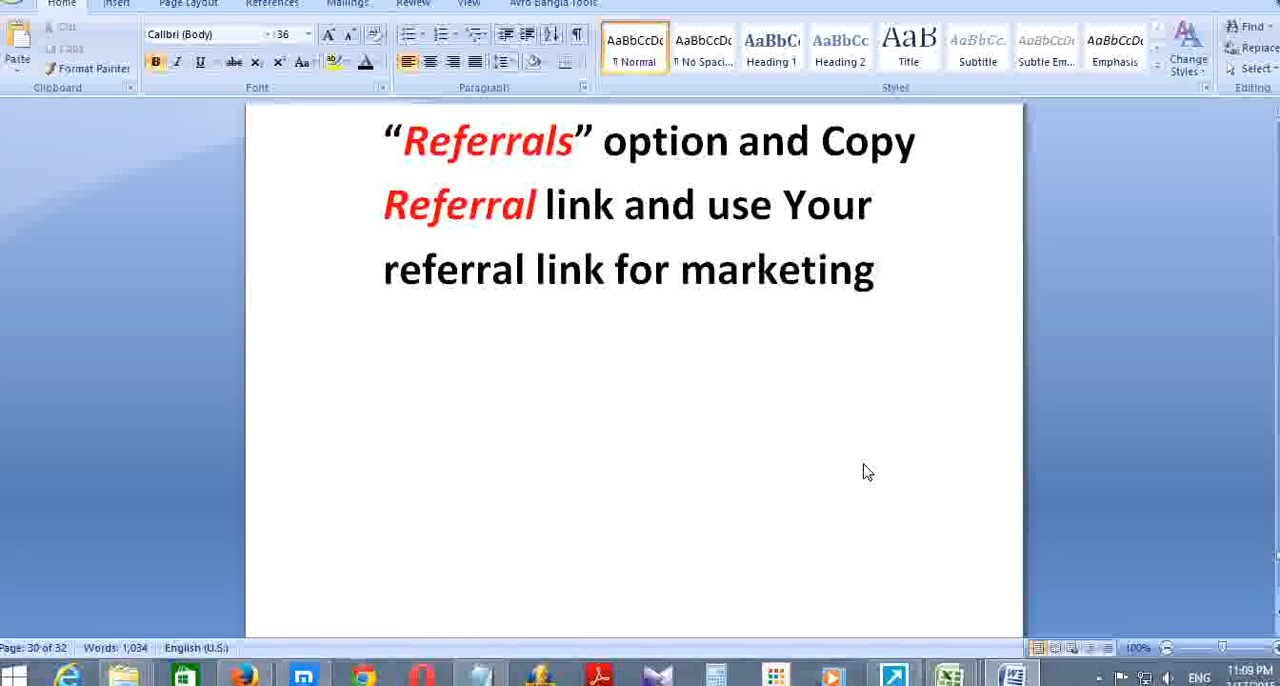 Home Insert Page Layout References Mailings Review View Avro Bangla Tools
Cut
Paste
Format Painter
Clipboard
Calibri (Body) 36
B I U abc
Font
Paragraph
AaBbCcDc AaBbCcDc AaBbC AaBbCc AaB AaBbCc. AaBbCcDc AaBbCcDc
¶ Normal ¶ No Spaci... Heading 1 Heading 2 Title Subtitle Subtle Em... Emphasis
Change Styles
Styles
Find
Replace
Select
Editing
“Referrals” option and Copy
Referral link and use Your
referral link for marketing
Page: 30 of 32 Words: 1,034 English (U.S.) 100%
ENG
11:09 PM